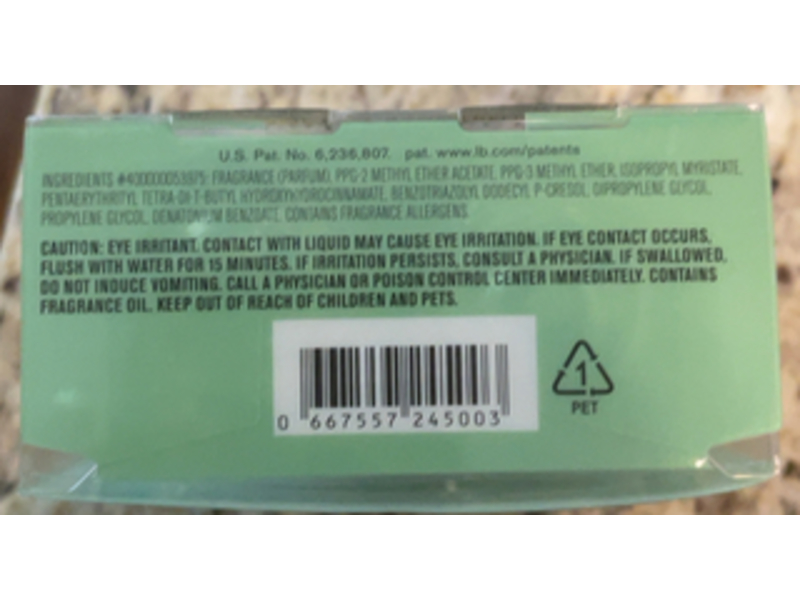 U.S. Pat. No. 6,236,807. pat. www.lb.com/patents
INGREDIENTS #400000053975: FRAGRANCE (PARFUM), PPG-2 METHYL ETHER ACETATE, PPG-3 METHYL ETHER, ISOPROPYL MYRISTATE,
PENTAERYTHRITYL TETRA-DI-T-BUTYL HYDROXYHYDROCINNAMATE, BENZOTRIAZOLYL DODECYL P-CRESOL, DIPROPYLENE GLYCOL,
PROPYLENE GLYCOL, DENATONIUM BENZOATE. CONTAINS FRAGRANCE ALLERGENS
CAUTION: EYE IRRITANT. CONTACT WITH LIQUID MAY CAUSE EYE IRRITATION. IF EYE CONTACT OCCURS,
FLUSH WITH WATER FOR 15 MINUTES. IF IRRITATION PERSISTS, CONSULT A PHYSICIAN. IF SWALLOWED,
DO NOT INDUCE VOMITING. CALL A PHYSICIAN OR POISON CONTROL CENTER IMMEDIATELY. CONTAINS
FRAGRANCE OIL. KEEP OUT OF REACH OF CHILDREN AND PETS.
1
PET
0 667557 245003